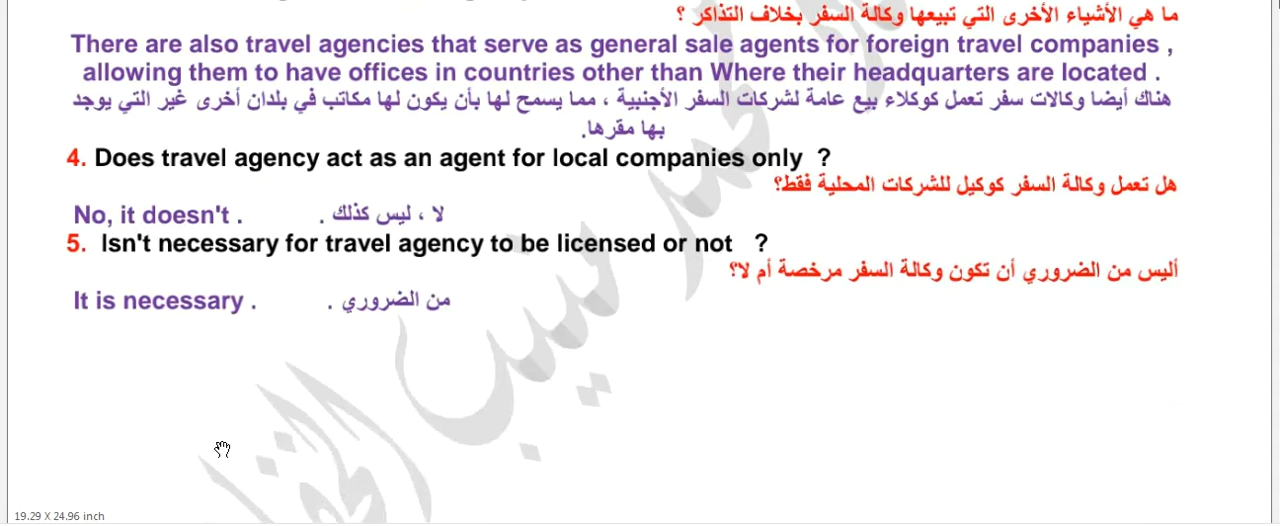 ما هي الأشياء الأخرى التي تبيعها وكالة السفر بخلاف التذاكر ؟
There are also travel agencies that serve as general sale agents for foreign travel companies ,
allowing them to have offices in countries other than Where their headquarters are located .
هناك أيضا وكالات سفر تعمل كوكلاء بيع عامة لشركات السفر الأجنبية ، مما يسمح لها بأن يكون لها مكاتب في بلدان أخرى غير التي يوجد
بها مقرها.
4. Does travel agency act as an agent for local companies only ?
هل تعمل وكالة السفر كوكيل للشركات المحلية فقط؟
No, it doesn't . لا ، ليس كذلك .
5. Isn't necessary for travel agency to be licensed or not ?
أليس من الضروري أن تكون وكالة السفر مرخصة أم لا؟
It is necessary . من الضروري .
19.29 X 24.96 inch